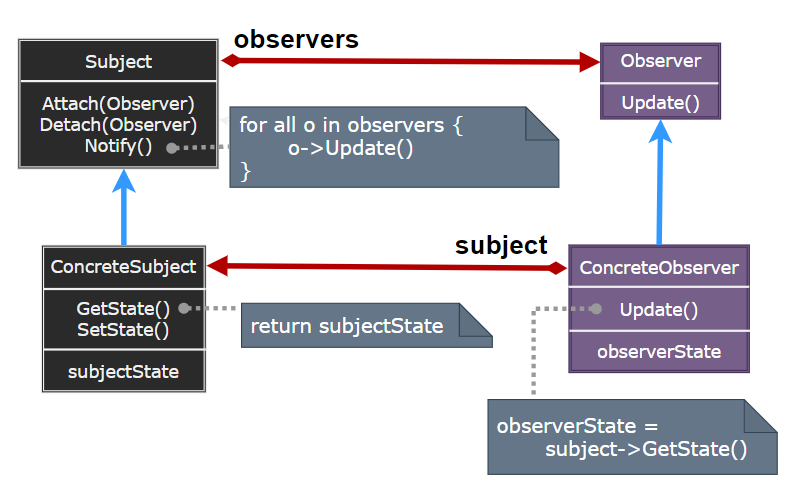 observers
Subject
Attach(Observer)
Detach(Observer)
Notify()
for all o in observers {
o->Update()
}
Observer
Update()
subject
ConcreteSubject
GetState()
SetState()
subjectState
return subjectState
ConcreteObserver
Update()
observerState
observerState =
subject->GetState()